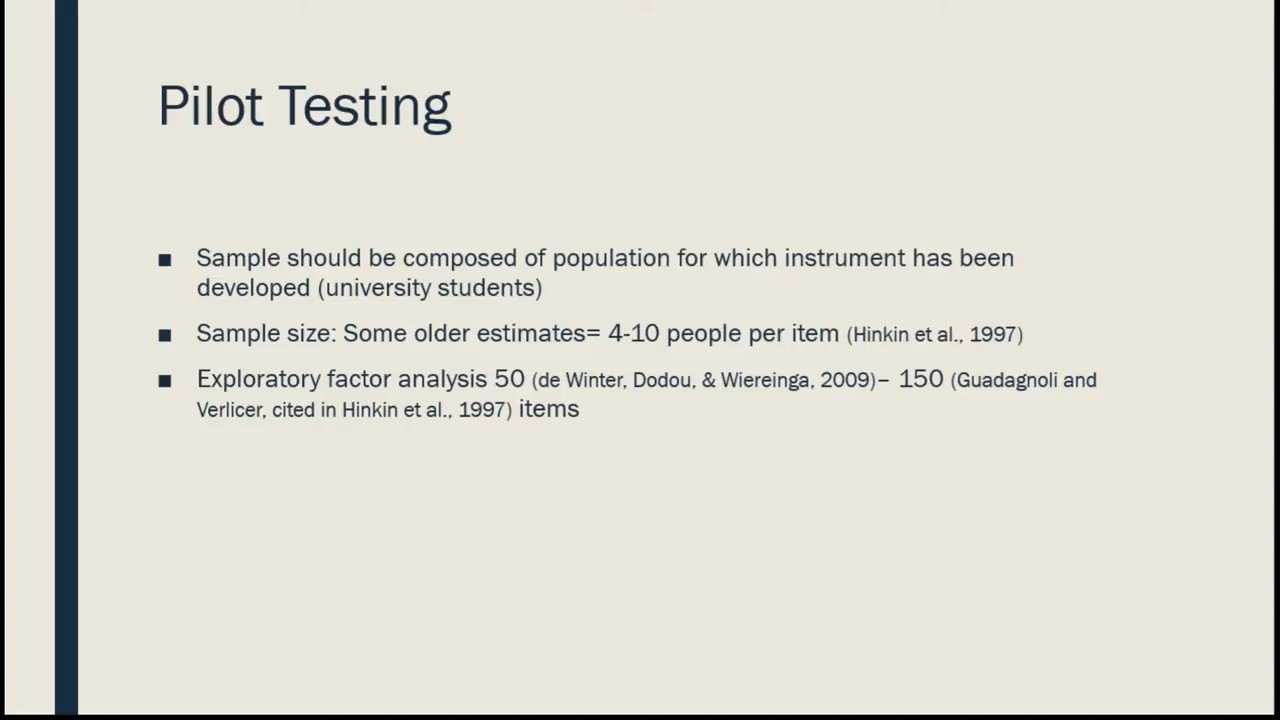 Pilot Testing
■ Sample should be composed of population for which instrument has been
developed (university students)
■ Sample size: Some older estimates= 4-10 people per item (Hinkin et al., 1997)
■ Exploratory factor analysis 50 (de Winter, Dodou, & Wiereinga, 2009)– 150 (Guadagnoli and
Verlicer, cited in Hinkin et al., 1997) items